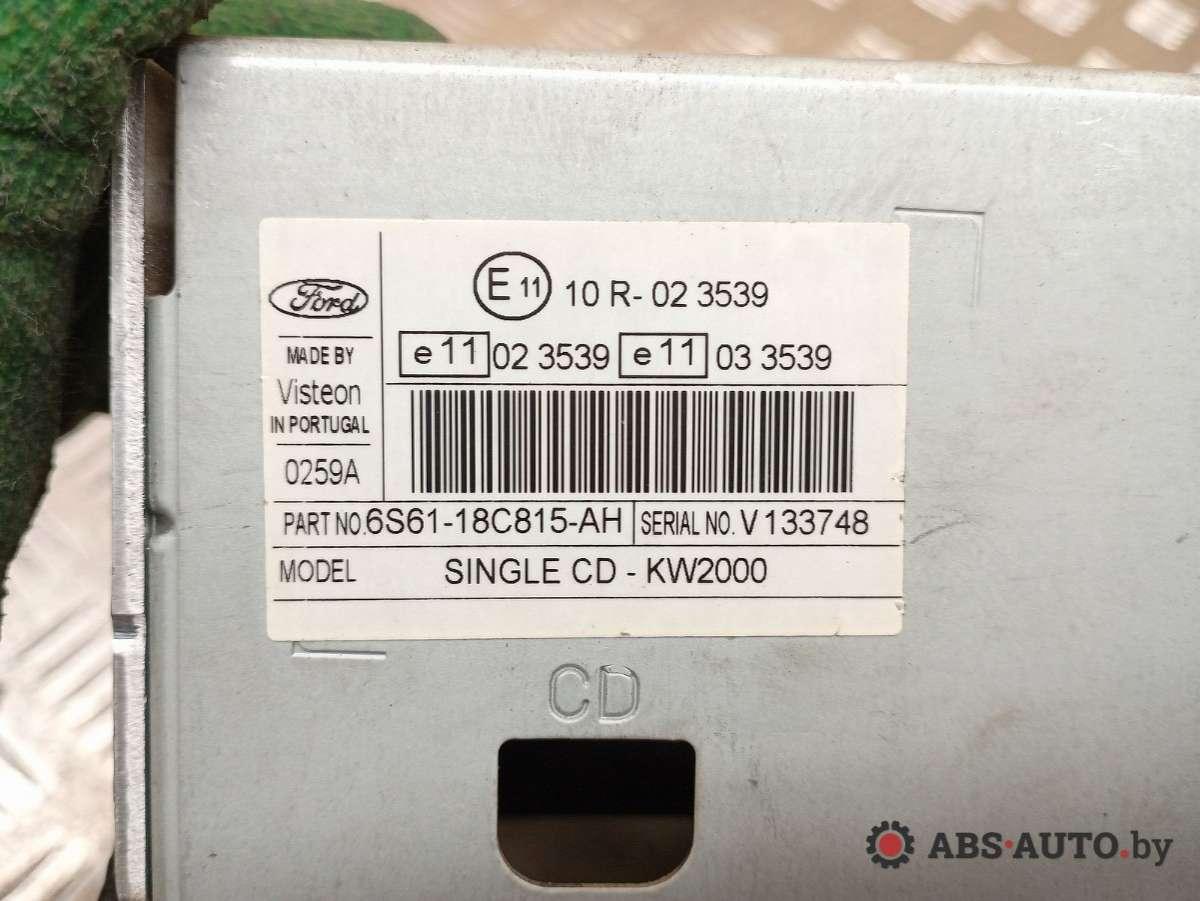 Ford
MADE BY
Visteon
IN PORTUGAL
0259A
E 11 10 R- 02 3539
e 11 02 3539 e 11 03 3539
PART NO. 6S61-18C815-AH SERIAL NO. V133748
MODEL SINGLE CD - KW2000
CD
ABS·AUTO.by